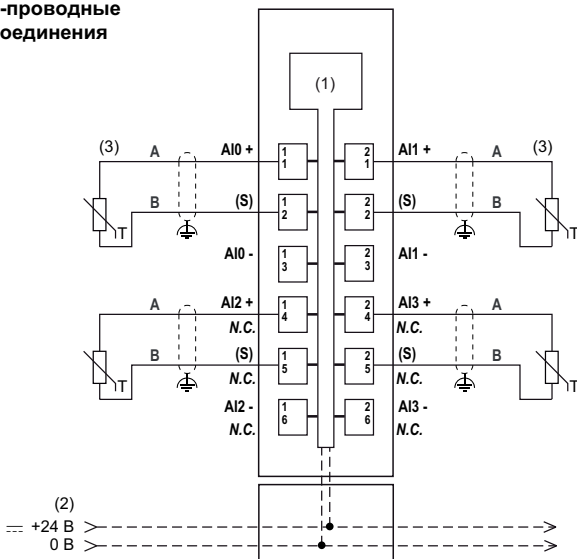 -проводные
оединения
(1)
(3) A AI0 + 1 1 2 1 AI1 + A (3)
B (S) 1 2 2 2 (S) B
T T
AI0 - 1 3 2 3 AI1 -
A AI2 + 1 4 2 4 AI3 + A
N.C. N.C.
B (S) 1 5 2 5 (S) B
T N.C. N.C. T
AI2 - 1 6 2 6 AI3 -
N.C. N.C.
(2)
+24 В
0 В